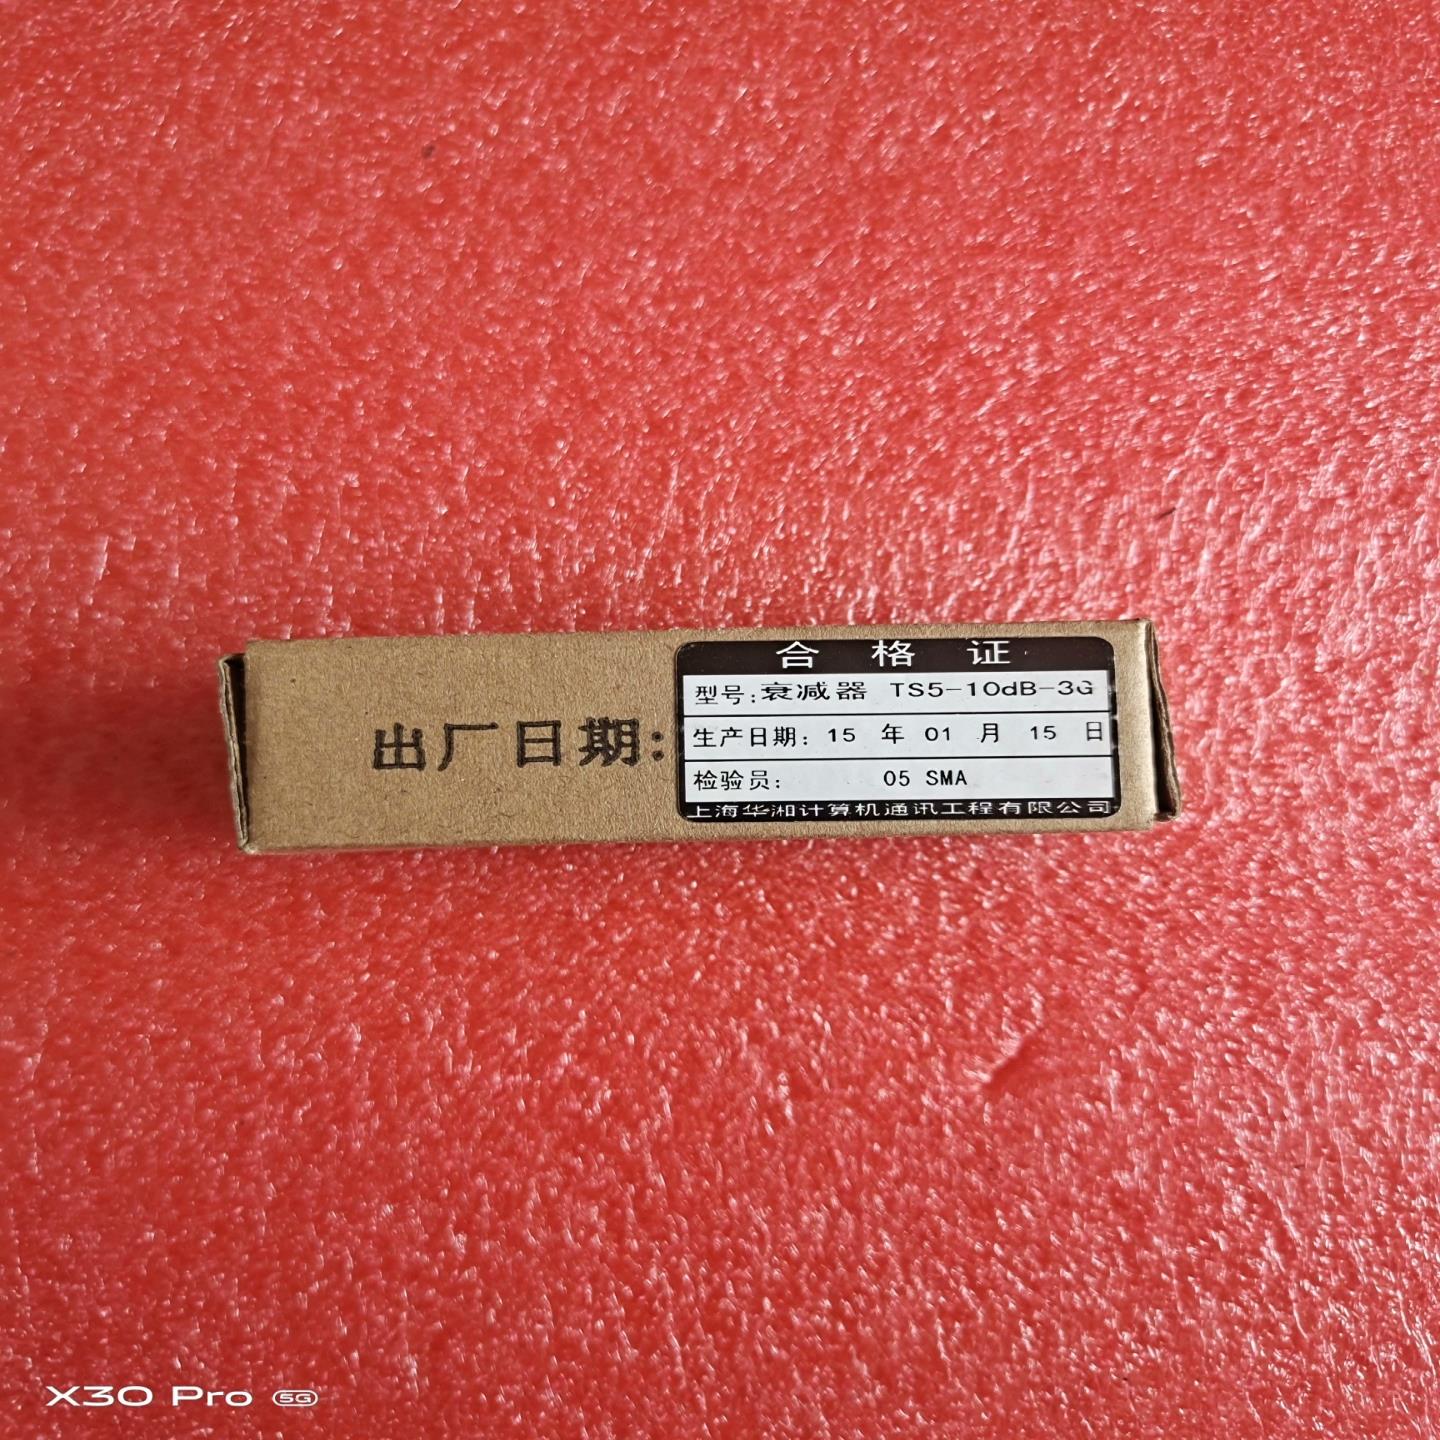 出厂日期:
合格证
型号:衰减器 TS5-10dB-3G
生产日期: 15 年 01 月 15 日
检验员: 05 SMA
上海华湘计算机通讯工程有限公司
X30 Pro 5G